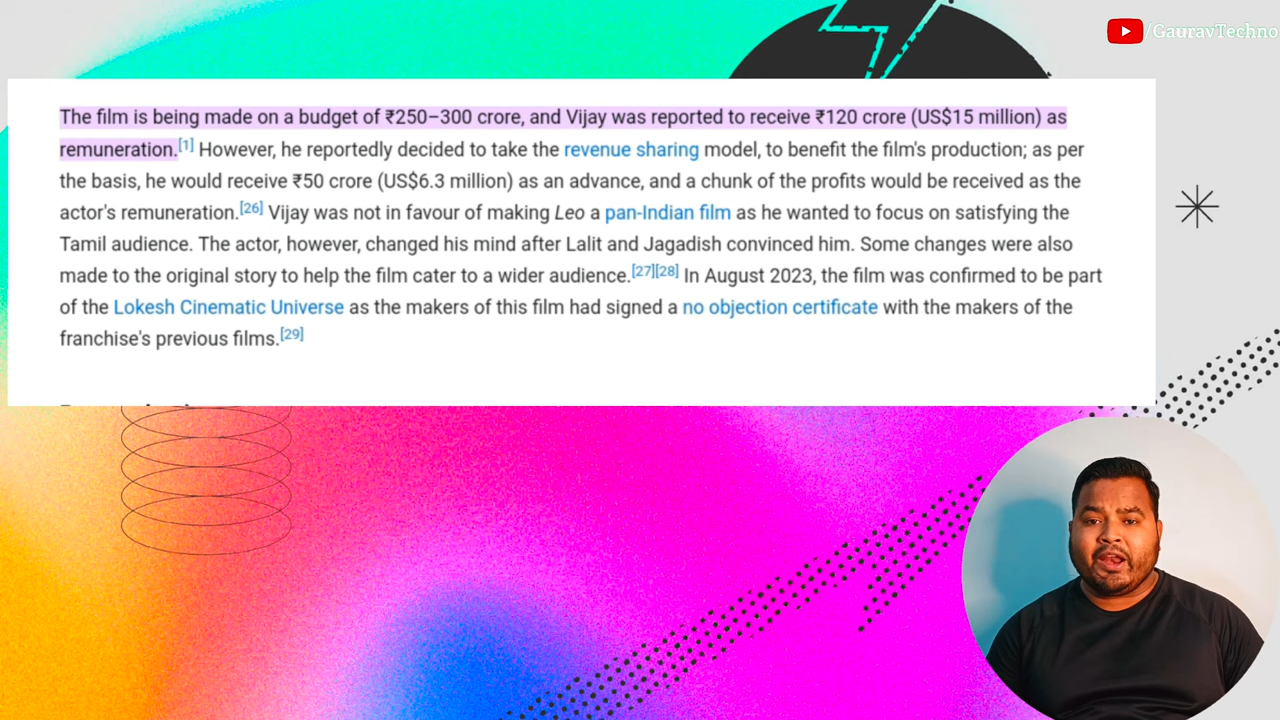 /GauravTechno
The film is being made on a budget of ₹250–300 crore, and Vijay was reported to receive ₹120 crore (US$15 million) as
remuneration.[1] However, he reportedly decided to take the revenue sharing model, to benefit the film's production; as per
the basis, he would receive ₹50 crore (US$6.3 million) as an advance, and a chunk of the profits would be received as the
actor's remuneration.[26] Vijay was not in favour of making Leo a pan-Indian film as he wanted to focus on satisfying the
Tamil audience. The actor, however, changed his mind after Lalit and Jagadish convinced him. Some changes were also
made to the original story to help the film cater to a wider audience.[27][28] In August 2023, the film was confirmed to be part
of the Lokesh Cinematic Universe as the makers of this film had signed a no objection certificate with the makers of the
franchise's previous films.[29]